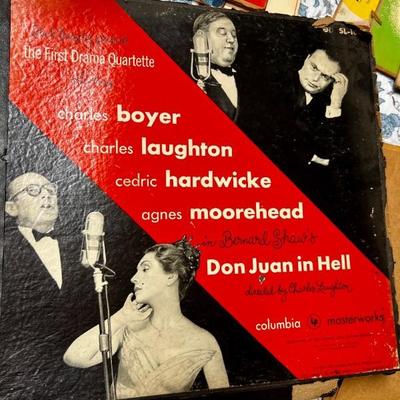 the First Drama Quartette
charles boyer
charles laughton
cedric hardwicke
agnes moorehead
in Bernard Shaw's
Don Juan in Hell
directed by Charles Laughton
columbia masterworks